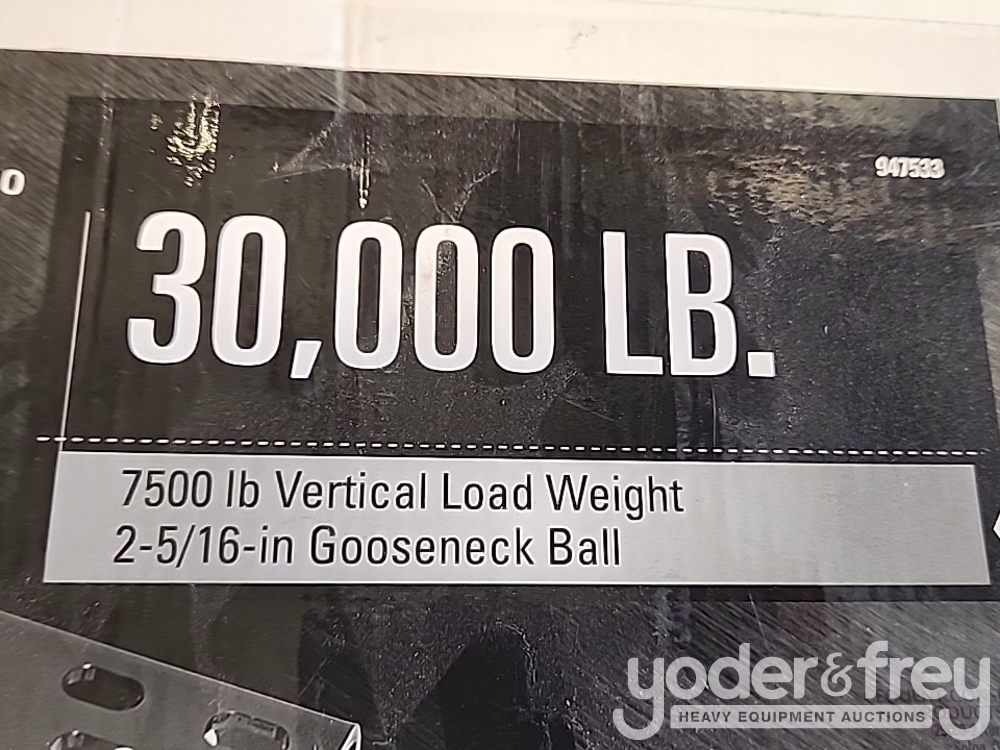 947533
30,000 LB.
7500 lb Vertical Load Weight
2-5/16-in Gooseneck Ball
yoder&frey
HEAVY EQUIPMENT AUCTIONS